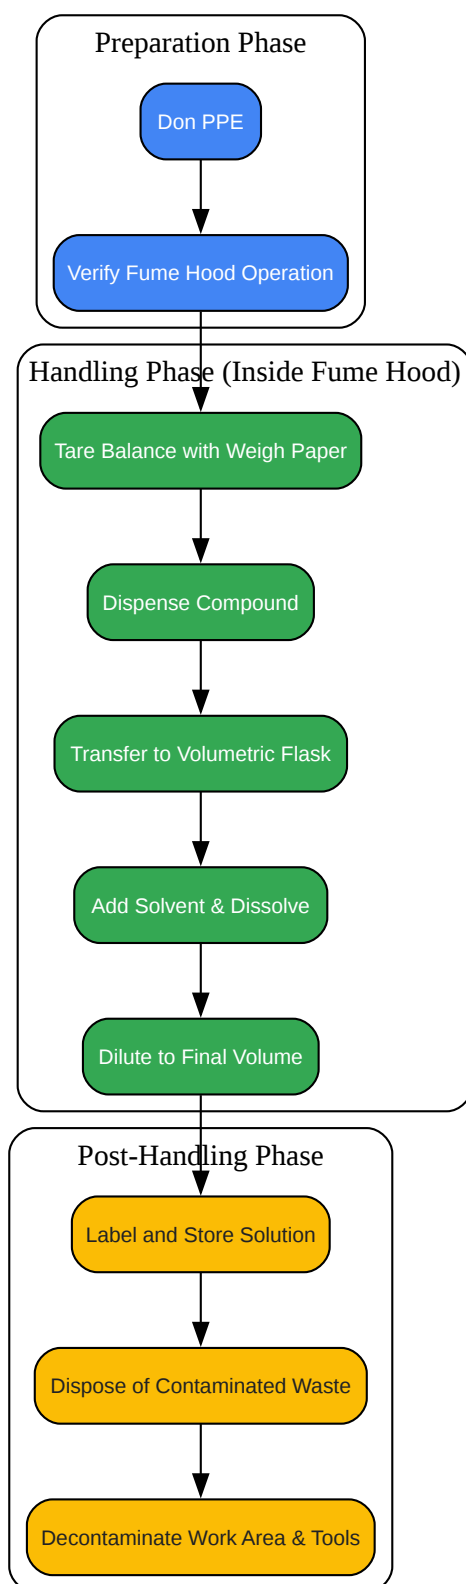 Preparation Phase
Don PPE
Verify Fume Hood Operation
Handling Phase (Inside Fume Hood)
Tare Balance with Weigh Paper
Dispense Compound
Transfer to Volumetric Flask
Add Solvent & Dissolve
Dilute to Final Volume
Post-Handling Phase
Label and Store Solution
Dispose of Contaminated Waste
Decontaminate Work Area & Tools